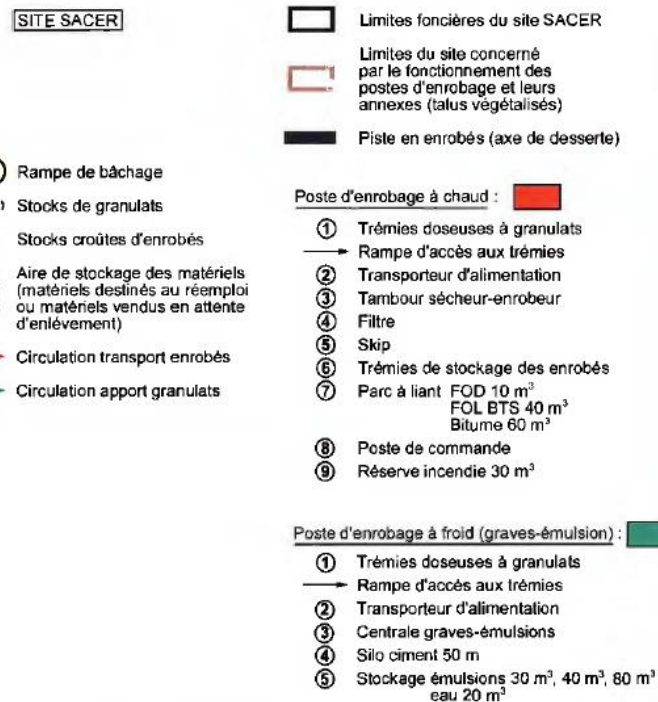 SITE SACER
Limites foncières du site SACER
Limites du site concerné
par le fonctionnement des
postes d'enrobage et leurs
annexes (talus végétalisés)
Piste en enrobés (axe de desserte)
Rampe de bâchage
Stocks de granulats
Stocks croûtes d'enrobés
Aire de stockage des matériels
(matériels destinés au réemploi
ou matériels vendus en attente
d'enlévement)
Circulation transport enrobés
Circulation apport granulats
Poste d'enrobage à chaud :
① Trémies doseuses à granulats
Rampe d'accès aux trémies
② Transporteur d'alimentation
③ Tambour sécheur-enrobeur
④ Filtre
⑤ Skip
⑥ Trémies de stockage des enrobés
⑦ Parc à liant FOD 10 m³
FOL BTS 40 m³
Bitume 60 m³
⑧ Poste de commande
⑨ Réserve incendie 30 m³
Poste d'enrobage à froid (graves-émulsion) :
① Trémies doseuses à granulats
Rampe d'accès aux trémies
② Transporteur d'alimentation
③ Centrale graves-émulsions
④ Silo ciment 50 m
⑤ Stockage émulsions 30 m³, 40 m³, 80 m³
eau 20 m³